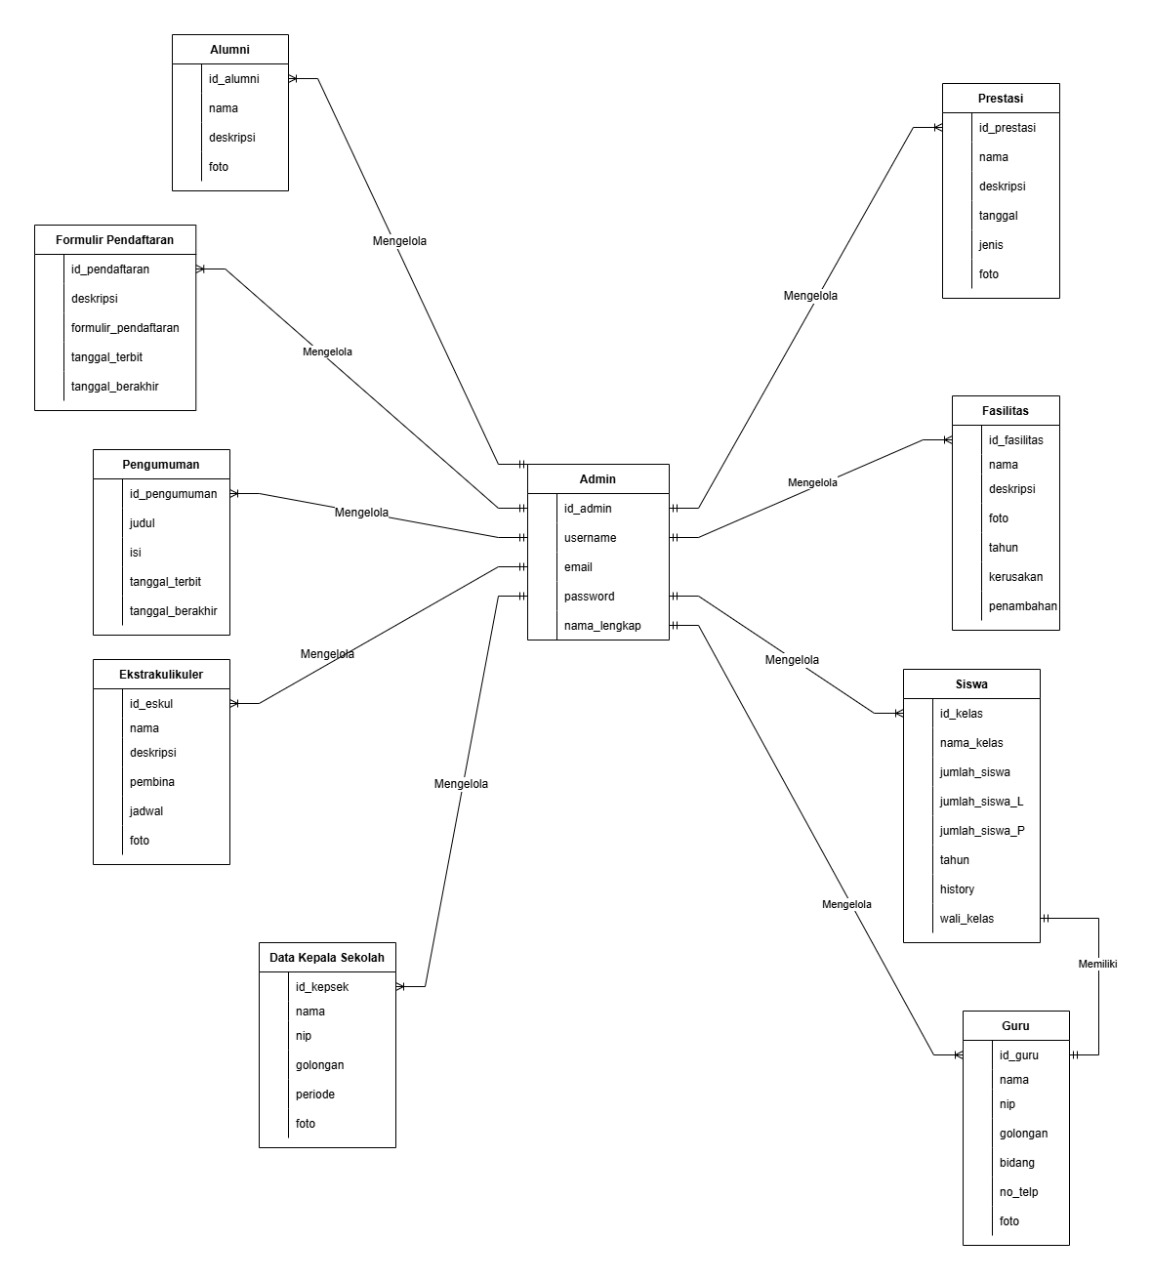 Alumni
id_alumni
nama
deskripsi
foto
Prestasi
id_prestasi
nama
deskripsi
tanggal
jenis
foto
Formulir Pendaftaran
id_pendaftaran
deskripsi
formulir_pendaftaran
tanggal_terbit
tanggal_berakhir
Mengelola
Mengelola
Mengelola
Fasilitas
id_fasilitas
nama
deskripsi
foto
tahun
kerusakan
penambahan
Pengumuman
id_pengumuman
judul
isi
tanggal_terbit
tanggal_berakhir
Mengelola
Mengelola
Admin
id_admin
username
email
password
nama_lengkap
Ekstrakulikuler
id_eskul
nama
deskripsi
pembina
jadwal
foto
Mengelola
Mengelola
Siswa
id_kelas
nama_kelas
jumlah_siswa
jumlah_siswa_L
jumlah_siswa_P
tahun
history
wali_kelas
Mengelola
Mengelola
Memiliki
Data Kepala Sekolah
id_kepsek
nama
nip
golongan
periode
foto
Guru
id_guru
nama
nip
golongan
bidang
no_telp
foto